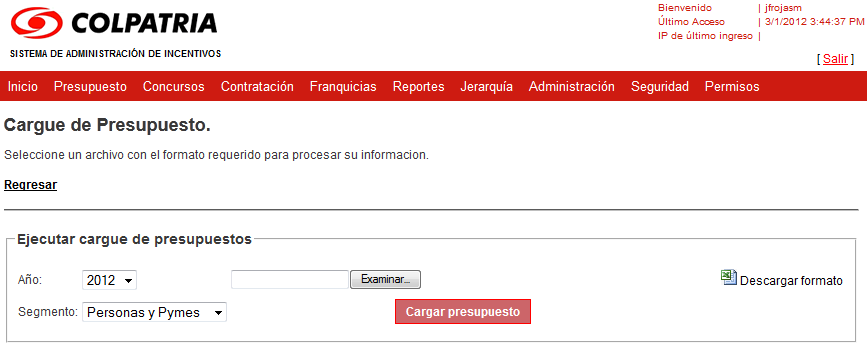 COLPATRIA
SISTEMA DE ADMINISTRACIÓN DE INCENTIVOS
Bienvenido | jfrojasm
Último Acceso | 3/1/2012 3:44:37 PM
IP de último ingreso |
[ Salir ]
Inicio Presupuesto Concursos Contratación Franquicias Reportes Jerarquía Administración Seguridad Permisos
Cargue de Presupuesto.
Seleccione un archivo con el formato requerido para procesar su informacion.
Regresar
Ejecutar cargue de presupuestos
Año: 2012 Examinar... Descargar formato
Segmento: Personas y Pymes Cargar presupuesto